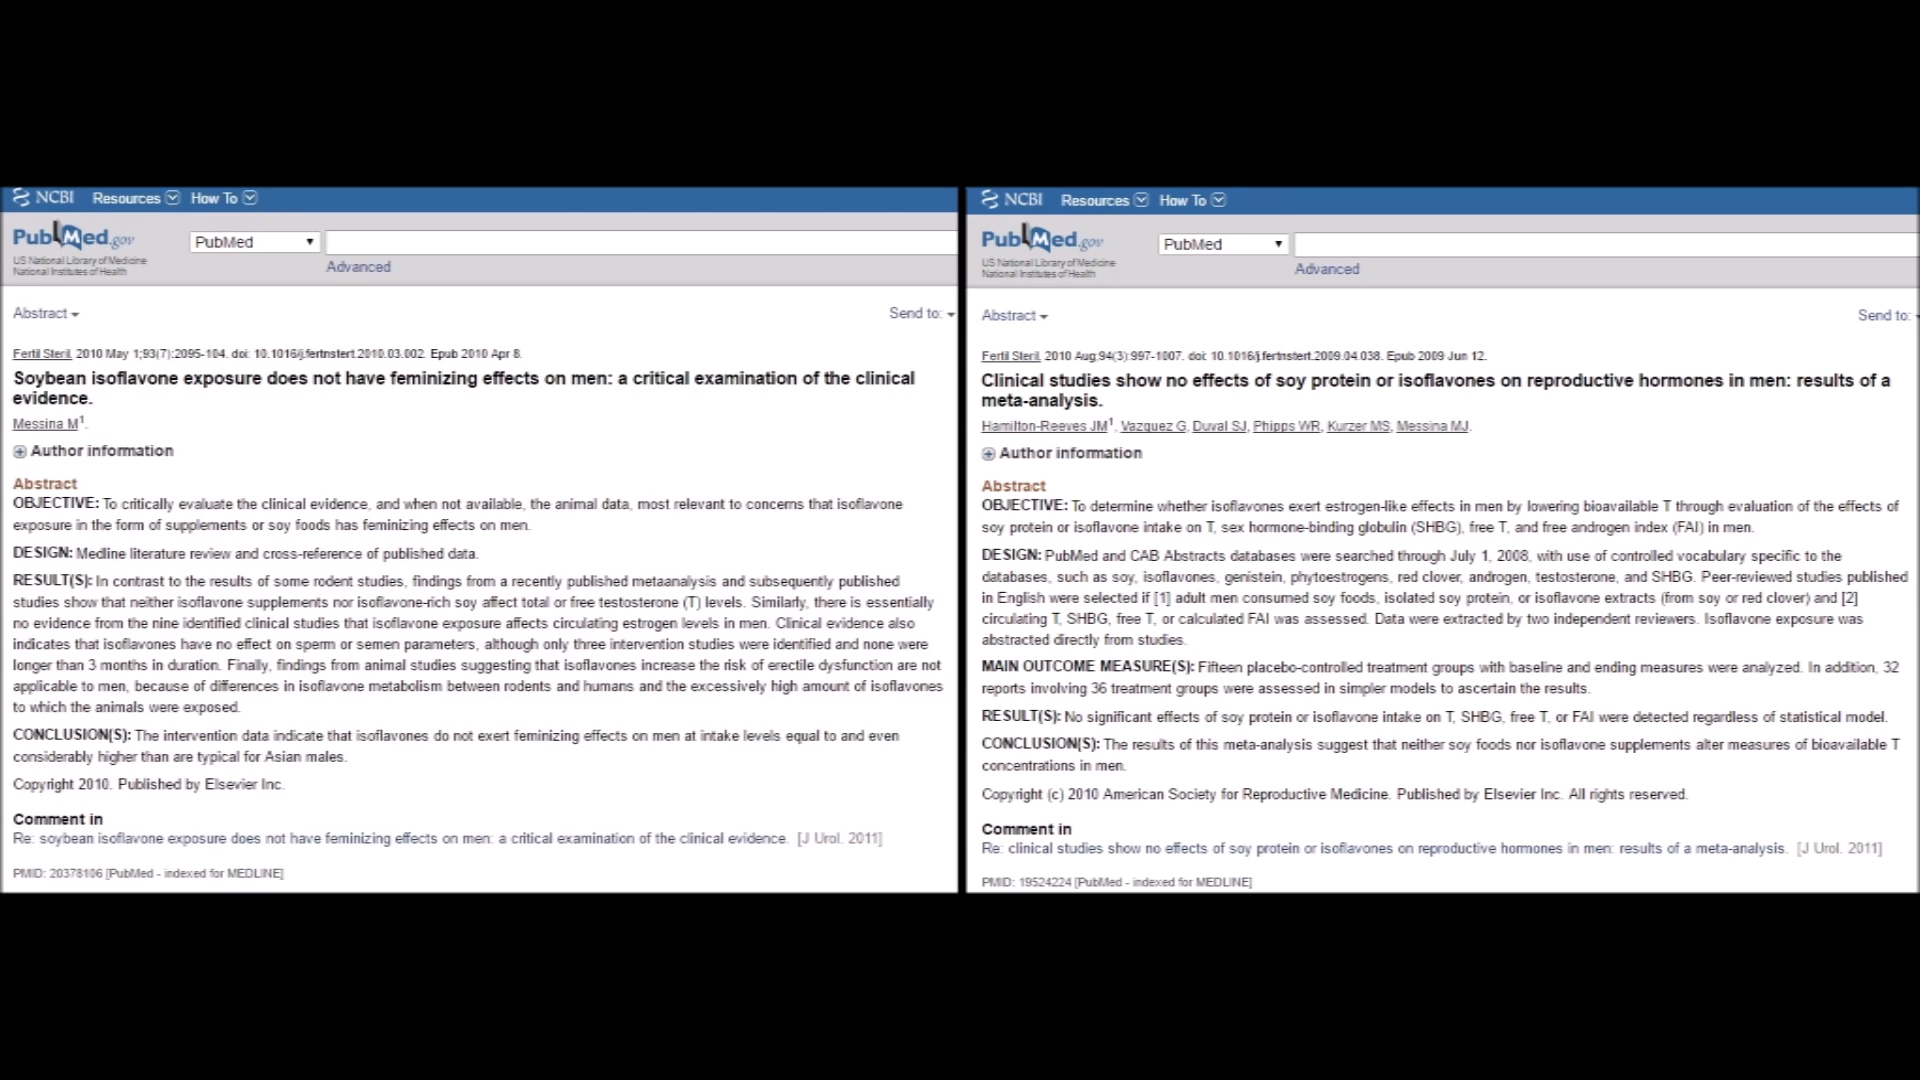 NCBI Resources How To
PubMed.gov
US National Library of Medicine
National Institutes of Health
PubMed
Advanced
Abstract
Send to:
Fertil Steril. 2010 May 1;93(7):2095-104. doi: 10.1016/j.fertnstert.2010.03.002. Epub 2010 Apr 8.
Soybean isoflavone exposure does not have feminizing effects on men: a critical examination of the clinical
evidence.
Messina M1.
Author information
Abstract
OBJECTIVE: To critically evaluate the clinical evidence, and when not available, the animal data, most relevant to concerns that isoflavone
exposure in the form of supplements or soy foods has feminizing effects on men.
DESIGN: Medline literature review and cross-reference of published data.
RESULT(S): In contrast to the results of some rodent studies, findings from a recently published metaanalysis and subsequently published
studies show that neither isoflavone supplements nor isoflavone-rich soy affect total or free testosterone (T) levels. Similarly, there is essentially
no evidence from the nine identified clinical studies that isoflavone exposure affects circulating estrogen levels in men. Clinical evidence also
indicates that isoflavones have no effect on sperm or semen parameters, although only three intervention studies were identified and none were
longer than 3 months in duration. Finally, findings from animal studies suggesting that isoflavones increase the risk of erectile dysfunction are not
applicable to men, because of differences in isoflavone metabolism between rodents and humans and the excessively high amount of isoflavones
to which the animals were exposed.
CONCLUSION(S): The intervention data indicate that isoflavones do not exert feminizing effects on men at intake levels equal to and even
considerably higher than are typical for Asian males.
Copyright 2010. Published by Elsevier Inc.
Comment in
Re: soybean isoflavone exposure does not have feminizing effects on men: a critical examination of the clinical evidence. [J Urol. 2011]
PMID: 20378106 [PubMed - indexed for MEDLINE]
NCBI Resources How To
PubMed.gov
US National Library of Medicine
National Institutes of Health
PubMed
Advanced
Abstract
Send to:
Fertil Steril. 2010 Aug;94(3):997-1007. doi: 10.1016/j.fertnstert.2009.04.038. Epub 2009 Jun 12.
Clinical studies show no effects of soy protein or isoflavones on reproductive hormones in men: results of a
meta-analysis.
Hamilton-Reeves JM1, Vazquez G, Duval SJ, Phipps WR, Kurzer MS, Messina MJ.
Author information
Abstract
OBJECTIVE: To determine whether isoflavones exert estrogen-like effects in men by lowering bioavailable T through evaluation of the effects of
soy protein or isoflavone intake on T, sex hormone-binding globulin (SHBG), free T, and free androgen index (FAI) in men.
DESIGN: PubMed and CAB Abstracts databases were searched through July 1, 2008, with use of controlled vocabulary specific to the
databases, such as soy, isoflavones, genistein, phytoestrogens, red clover, androgen, testosterone, and SHBG. Peer-reviewed studies published
in English were selected if [1] adult men consumed soy foods, isolated soy protein, or isoflavone extracts (from soy or red clover) and [2]
circulating T, SHBG, free T, or calculated FAI was assessed. Data were extracted by two independent reviewers. Isoflavone exposure was
abstracted directly from studies.
MAIN OUTCOME MEASURE(S): Fifteen placebo-controlled treatment groups with baseline and ending measures were analyzed. In addition, 32
reports involving 36 treatment groups were assessed in simpler models to ascertain the results.
RESULT(S): No significant effects of soy protein or isoflavone intake on T, SHBG, free T, or FAI were detected regardless of statistical model.
CONCLUSION(S): The results of this meta-analysis suggest that neither soy foods nor isoflavone supplements alter measures of bioavailable T
concentrations in men.
Copyright (c) 2010 American Society for Reproductive Medicine. Published by Elsevier Inc. All rights reserved.
Comment in
Re: clinical studies show no effects of soy protein or isoflavones on reproductive hormones in men: results of a meta-analysis. [J Urol. 2011]
PMID: 19524224 [PubMed - indexed for MEDLINE]